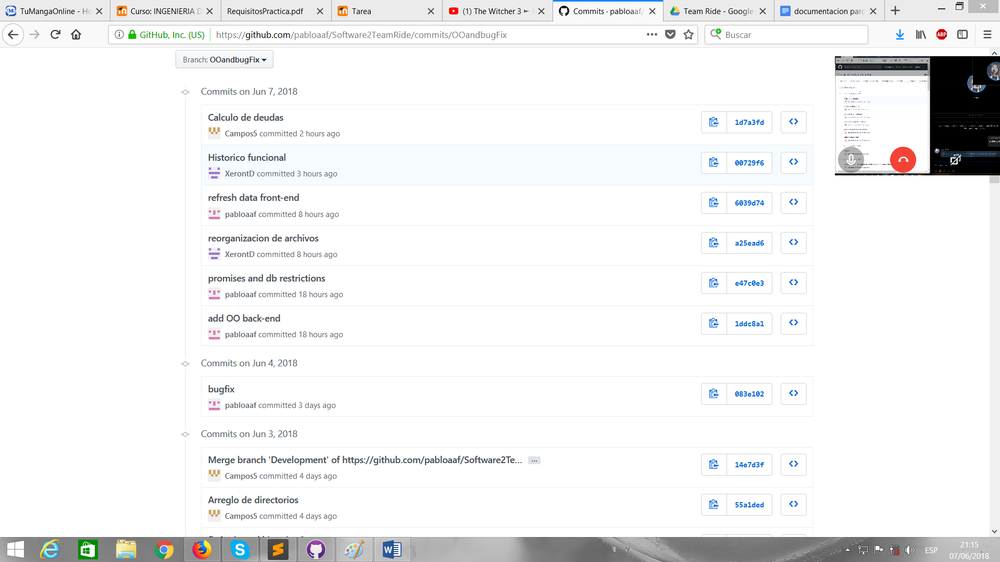 TuMangaOnline - Ho
Curso: INGENIERIA D
RequisitosPractica.pdf
Tarea
(1) The Witcher 3
Commits · pabloaaf/
Team Ride - Google
documentacion parc
GitHub, Inc. (US)
https://github.com/pabloaaf/Software2TeamRide/commits/OOandbugFix
Buscar
ABP
Branch: OOandbugFix
Commits on Jun 7, 2018
Calculo de deudas
1d7a3fd
Campos5 committed 2 hours ago
Historico funcional
00729f6
XerontD committed 3 hours ago
refresh data front-end
6039d74
pabloaaf committed 8 hours ago
reorganizacion de archivos
a25ead6
XerontD committed 8 hours ago
promises and db restrictions
e47c0e3
pabloaaf committed 18 hours ago
add OO back-end
1ddc8a1
pabloaaf committed 18 hours ago
Commits on Jun 4, 2018
bugfix
083e102
pabloaaf committed 3 days ago
Commits on Jun 3, 2018
Merge branch 'Development' of https://github.com/pabloaaf/Software2Te... …
14e7d3f
Campos5 committed 4 days ago
Arreglo de directorios
55a1ded
Campos5 committed 4 days ago
ESP
21:15
07/06/2018